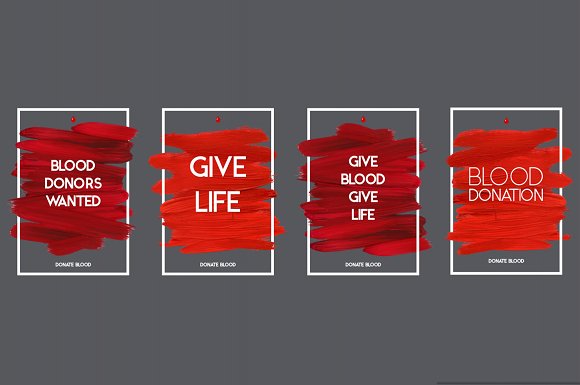 BLOOD
DONORS
WANTED
DONATE BLOOD
GIVE
LIFE
DONATE BLOOD
GIVE
BLOOD
GIVE
LIFE
DONATE BLOOD
BLOOD
DONATION
DONATE BLOOD